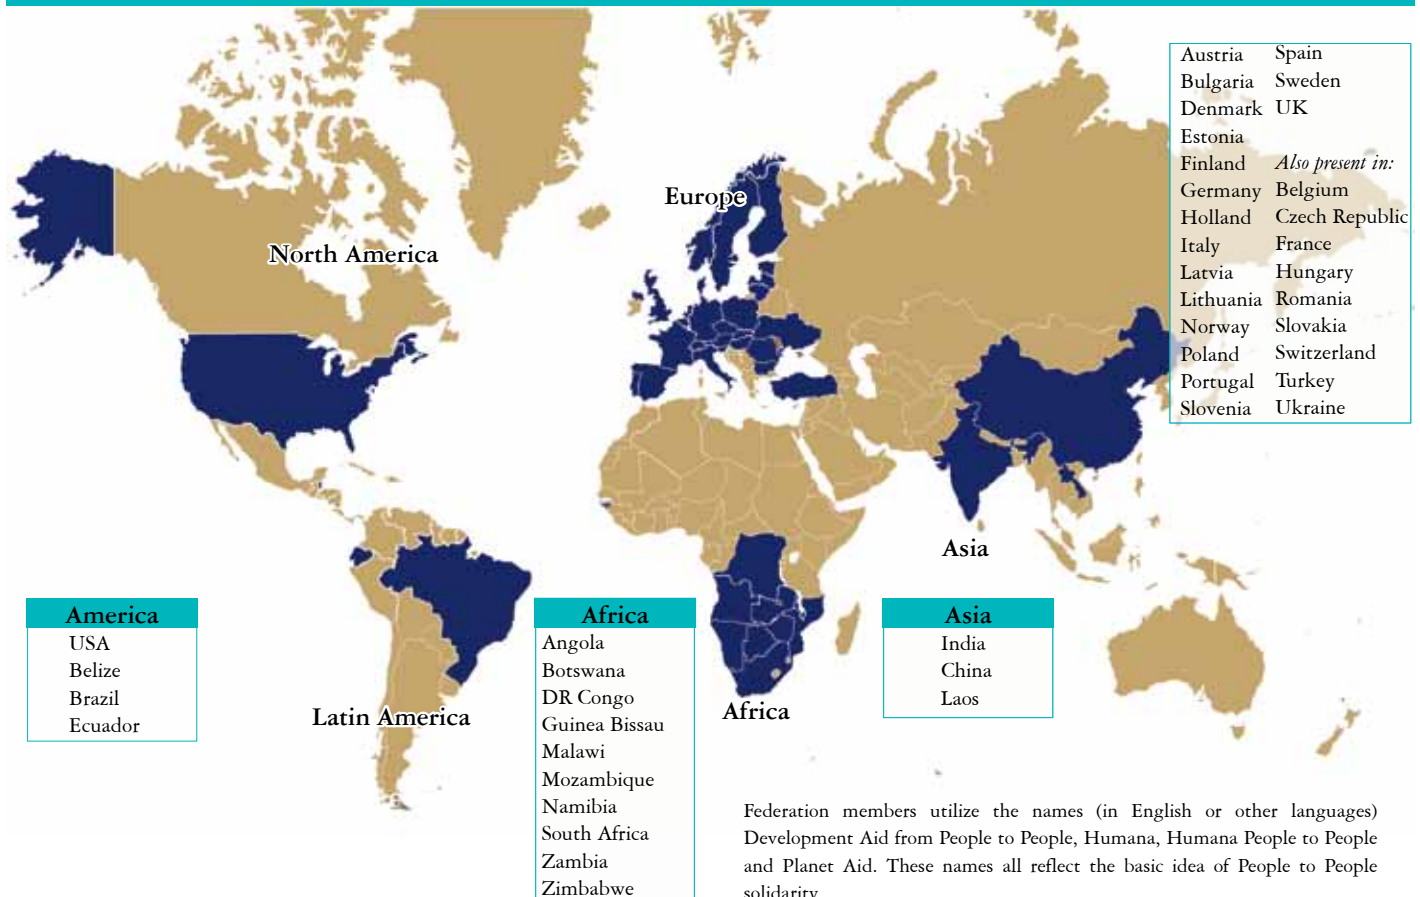 Europe
North America
Asia
Latin America
Africa
Austria
Bulgaria
Denmark
Estonia
Finland
Germany
Holland
Italy
Latvia
Lithuania
Norway
Poland
Portugal
Slovenia
Spain
Sweden
UK
Also present in:
Belgium
Czech Republic
France
Hungary
Romania
Slovakia
Switzerland
Turkey
Ukraine
America
USA
Belize
Brazil
Ecuador
Africa
Angola
Botswana
DR Congo
Guinea Bissau
Malawi
Mozambique
Namibia
South Africa
Zambia
Zimbabwe
Asia
India
China
Laos
Federation members utilize the names (in English or other languages)
Development Aid from People to People, Humana, Humana People to People
and Planet Aid. These names all reflect the basic idea of People to People
solidarity